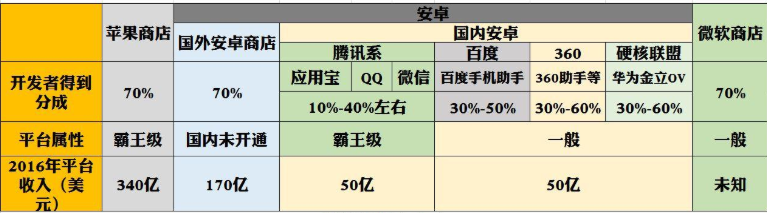 安卓
苹果商店 国外安卓商店 国内安卓 微软商店
腾讯系 百度 360 硬核联盟
开发者得到分成 70% 70% 应用宝 QQ 微信 百度手机助手 360助手等 华为金立OV 70%
10%-40%左右 30%-50% 30%-60% 30%-60%
平台属性 霸王级 国内未开通 霸王级 一般 一般
2016年平台
收入（美
元） 340亿 170亿 50亿 50亿 未知